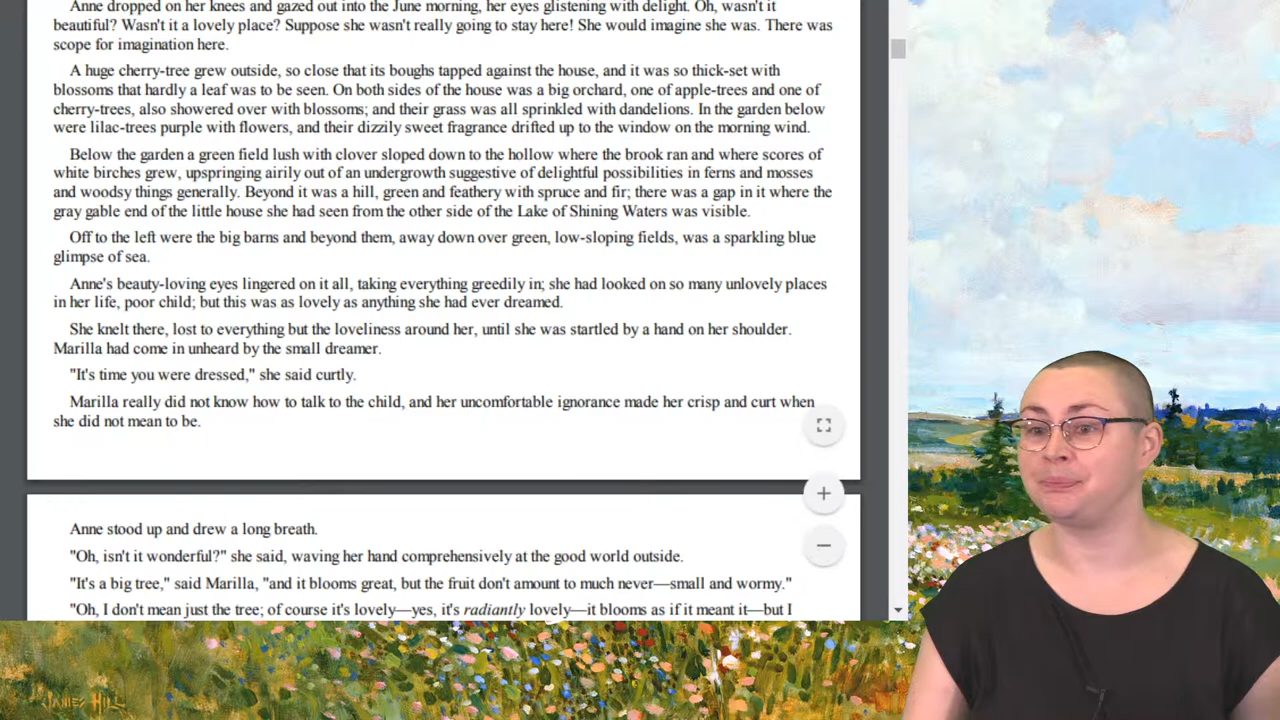 Anne dropped on her knees and gazed out into the June morning, her eyes glistening with delight. Oh, wasn't it
beautiful? Wasn't it a lovely place? Suppose she wasn't really going to stay here! She would imagine she was. There was
scope for imagination here.
A huge cherry-tree grew outside, so close that its boughs tapped against the house, and it was so thick-set with
blossoms that hardly a leaf was to be seen. On both sides of the house was a big orchard, one of apple-trees and one of
cherry-trees, also showered over with blossoms; and their grass was all sprinkled with dandelions. In the garden below
were lilac-trees purple with flowers, and their dizzily sweet fragrance drifted up to the window on the morning wind.
Below the garden a green field lush with clover sloped down to the hollow where the brook ran and where scores of
white birches grew, upspringing airily out of an undergrowth suggestive of delightful possibilities in ferns and mosses
and woodsy things generally. Beyond it was a hill, green and feathery with spruce and fir; there was a gap in it where the
gray gable end of the little house she had seen from the other side of the Lake of Shining Waters was visible.
Off to the left were the big barns and beyond them, away down over green, low-sloping fields, was a sparkling blue
glimpse of sea.
Anne's beauty-loving eyes lingered on it all, taking everything greedily in; she had looked on so many unlovely places
in her life, poor child; but this was as lovely as anything she had ever dreamed.
She knelt there, lost to everything but the loveliness around her, until she was startled by a hand on her shoulder.
Marilla had come in unheard by the small dreamer.
"It's time you were dressed," she said curtly.
Marilla really did not know how to talk to the child, and her uncomfortable ignorance made her crisp and curt when
she did not mean to be.
Anne stood up and drew a long breath.
"Oh, isn't it wonderful?" she said, waving her hand comprehensively at the good world outside.
"It's a big tree," said Marilla, "and it blooms great, but the fruit don't amount to much never—small and wormy."
"Oh, I don't mean just the tree; of course it's lovely—yes, it's radiantly lovely—it blooms as if it meant it—but I
JAMES HILL